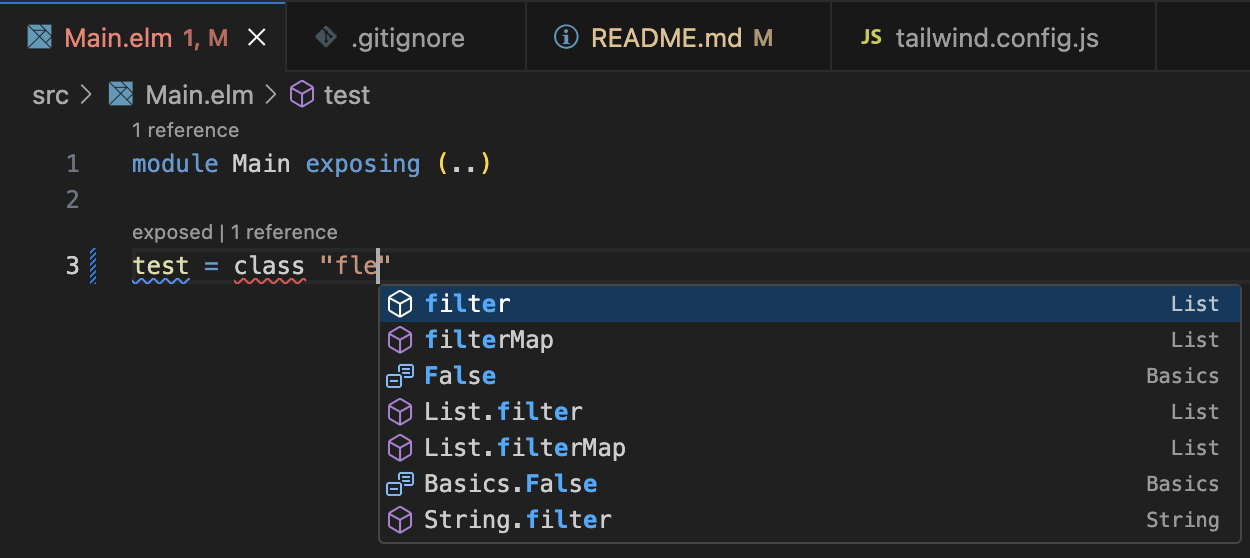 Main.elm 1, M .gitignore README.md M JS tailwind.config.js
src > Main.elm > test
1 reference
1 module Main exposing (..)
2
exposed | 1 reference
3 test = class "fle"
filter List
filterMap List
False Basics
List.filter List
List.filterMap List
Basics.False Basics
String.filter String